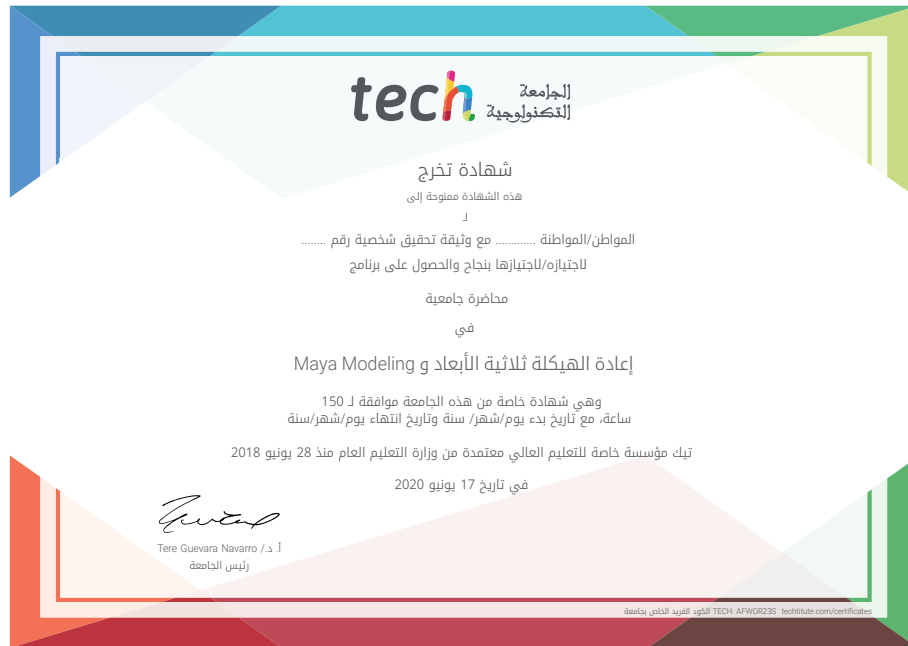 tech الجامعة
التكنولوجية
شهادة تخرج
هذه الشهادة ممنوحة إلى
لـ
المواطن/المواطنة ............ مع وثيقة تحقيق شخصية رقم ........
لاجتيازه/لاجتيازها بنجاح والحصول على برنامج
محاضرة جامعية
في
إعادة الهيكلة ثلاثية الأبعاد و Maya Modeling
وهي شهادة خاصة من هذه الجامعة موافقة لـ 150
ساعة، مع تاريخ بدء يوم/شهر/ سنة وتاريخ انتهاء يوم/شهر/سنة
تيك مؤسسة خاصة للتعليم العالي معتمدة من وزارة التعليم العام منذ 28 يونيو 2018
في تاريخ 17 يونيو 2020
أ. د./ Tere Guevara Navarro
رئيس الجامعة
الكود الفريد الخاص بجامعة TECH: AFWOR23S techtitute.com/certificates